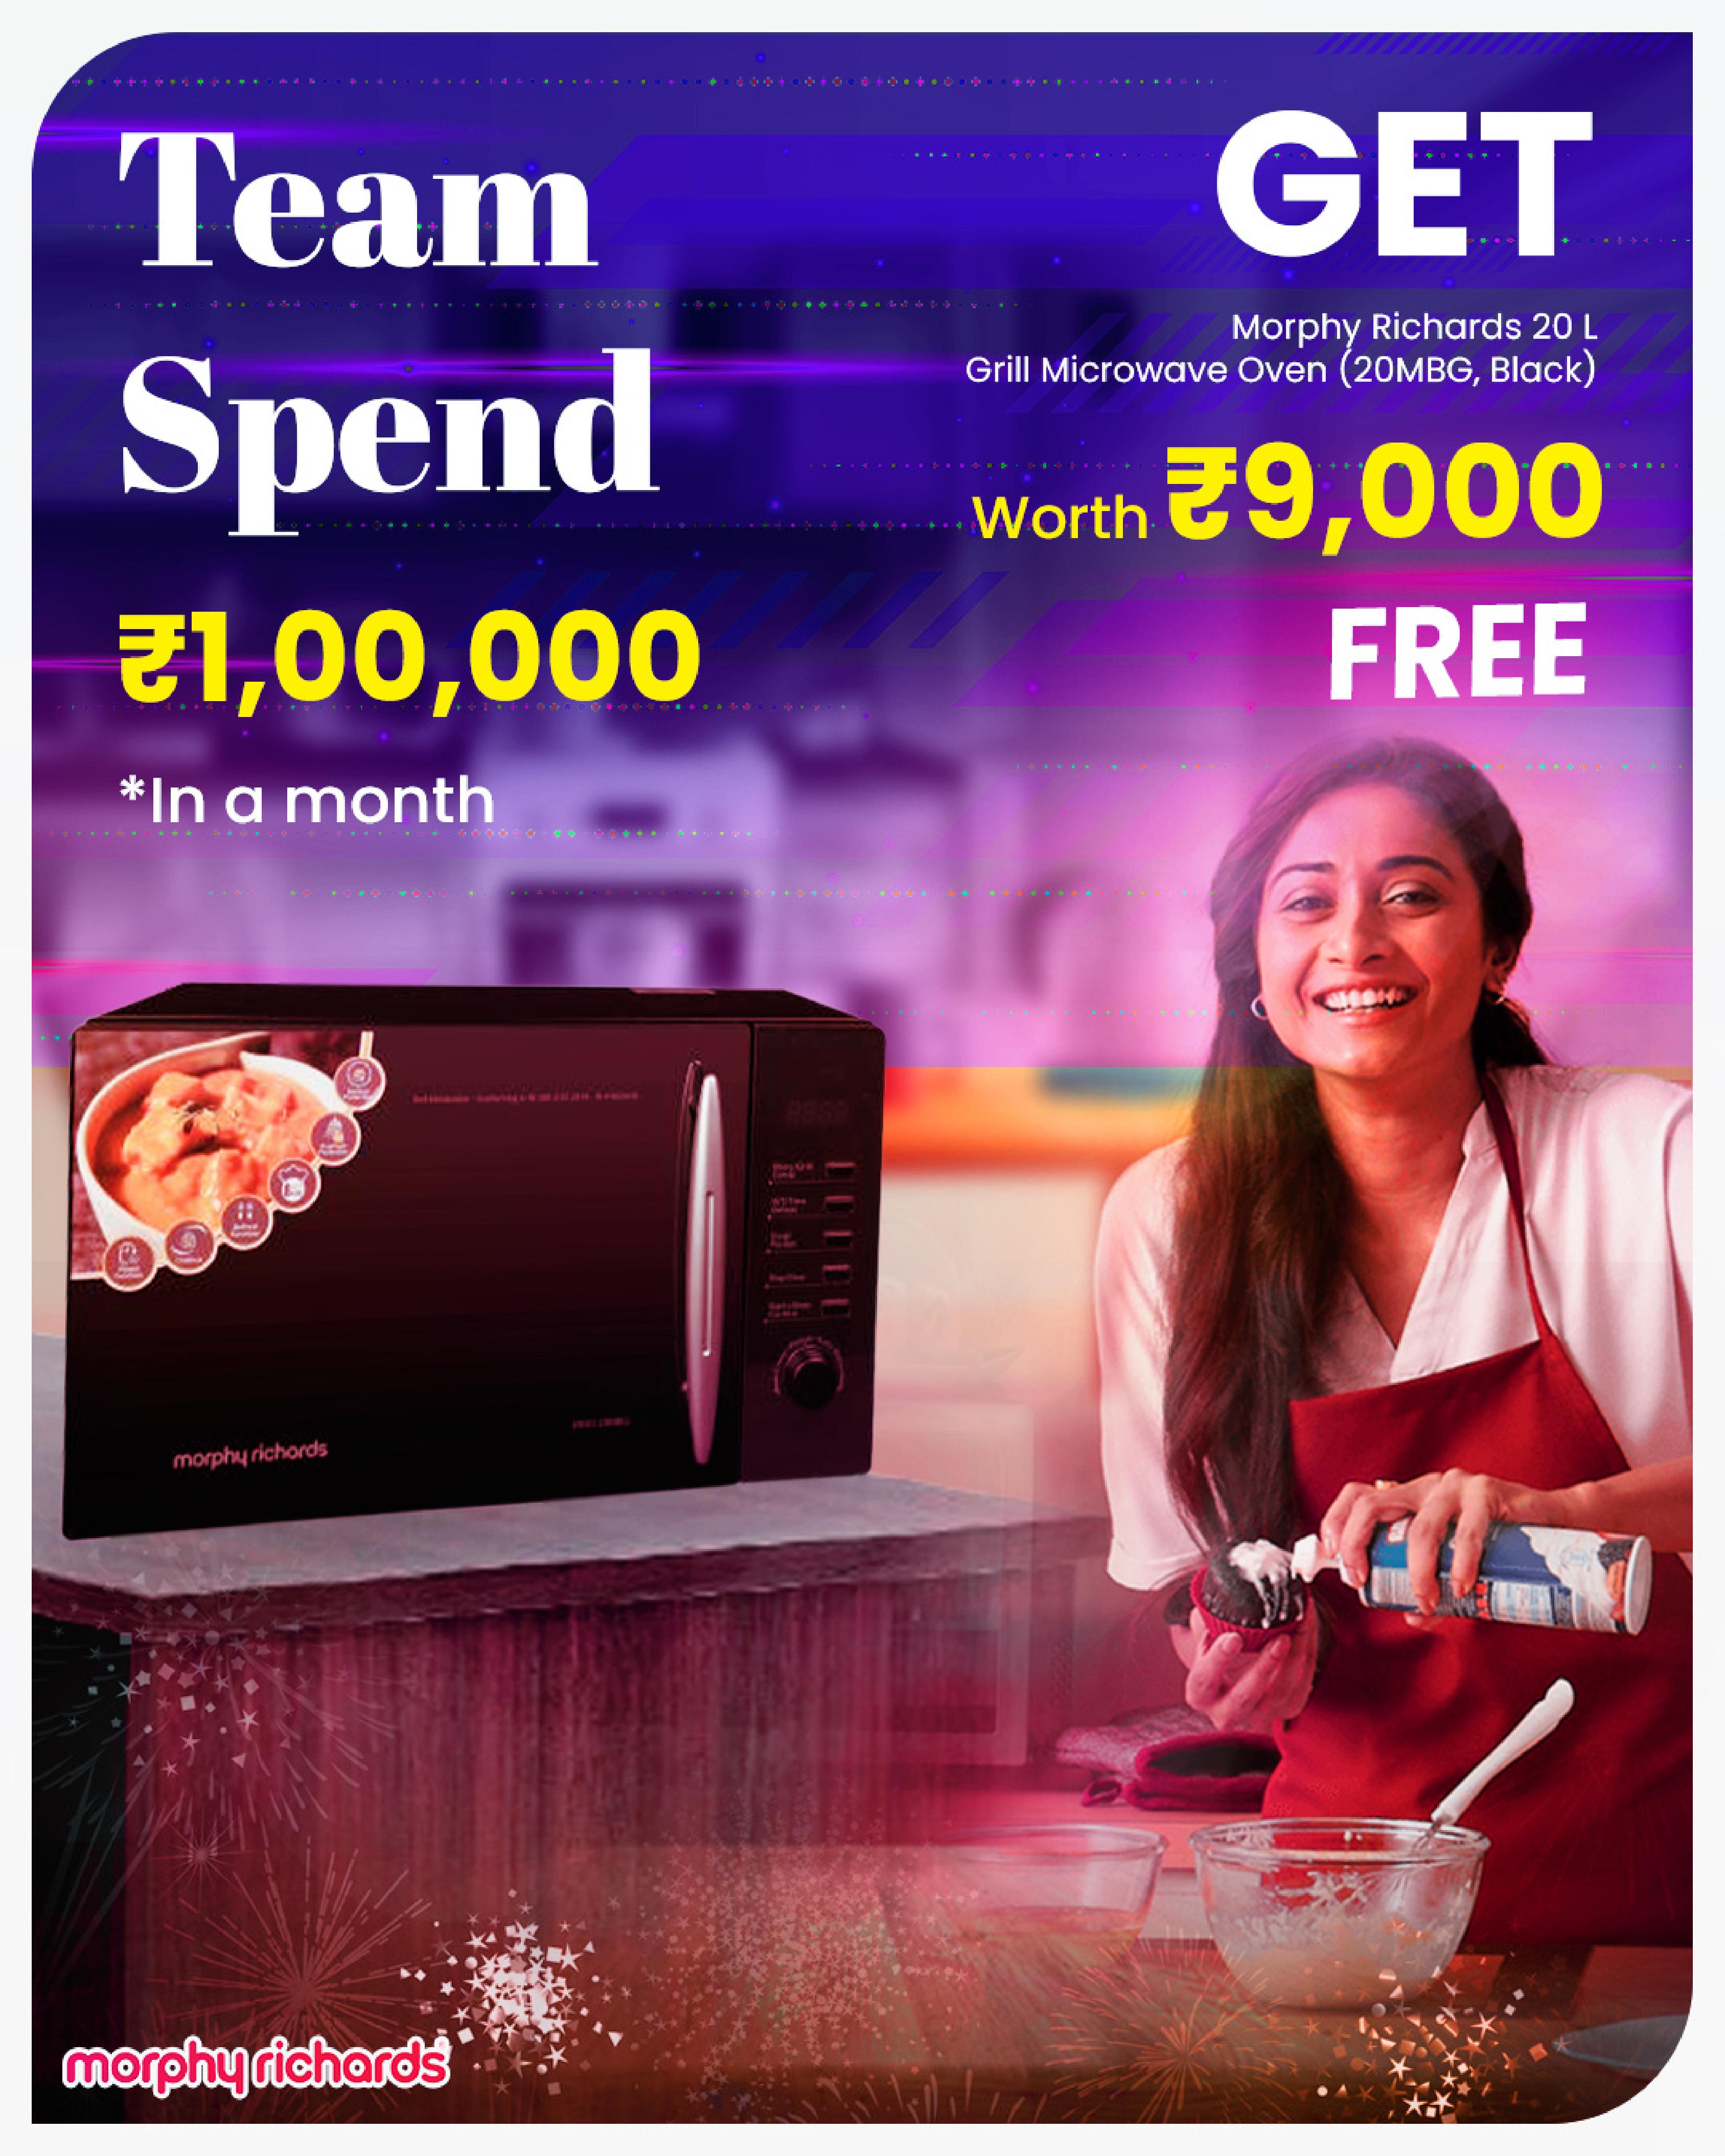 Team
Spend
₹1,00,000
*In a month
GET
Morphy Richards 20 L
Grill Microwave Oven (20MBG, Black)
Worth ₹9,000
FREE
morphy richards
morphy richards